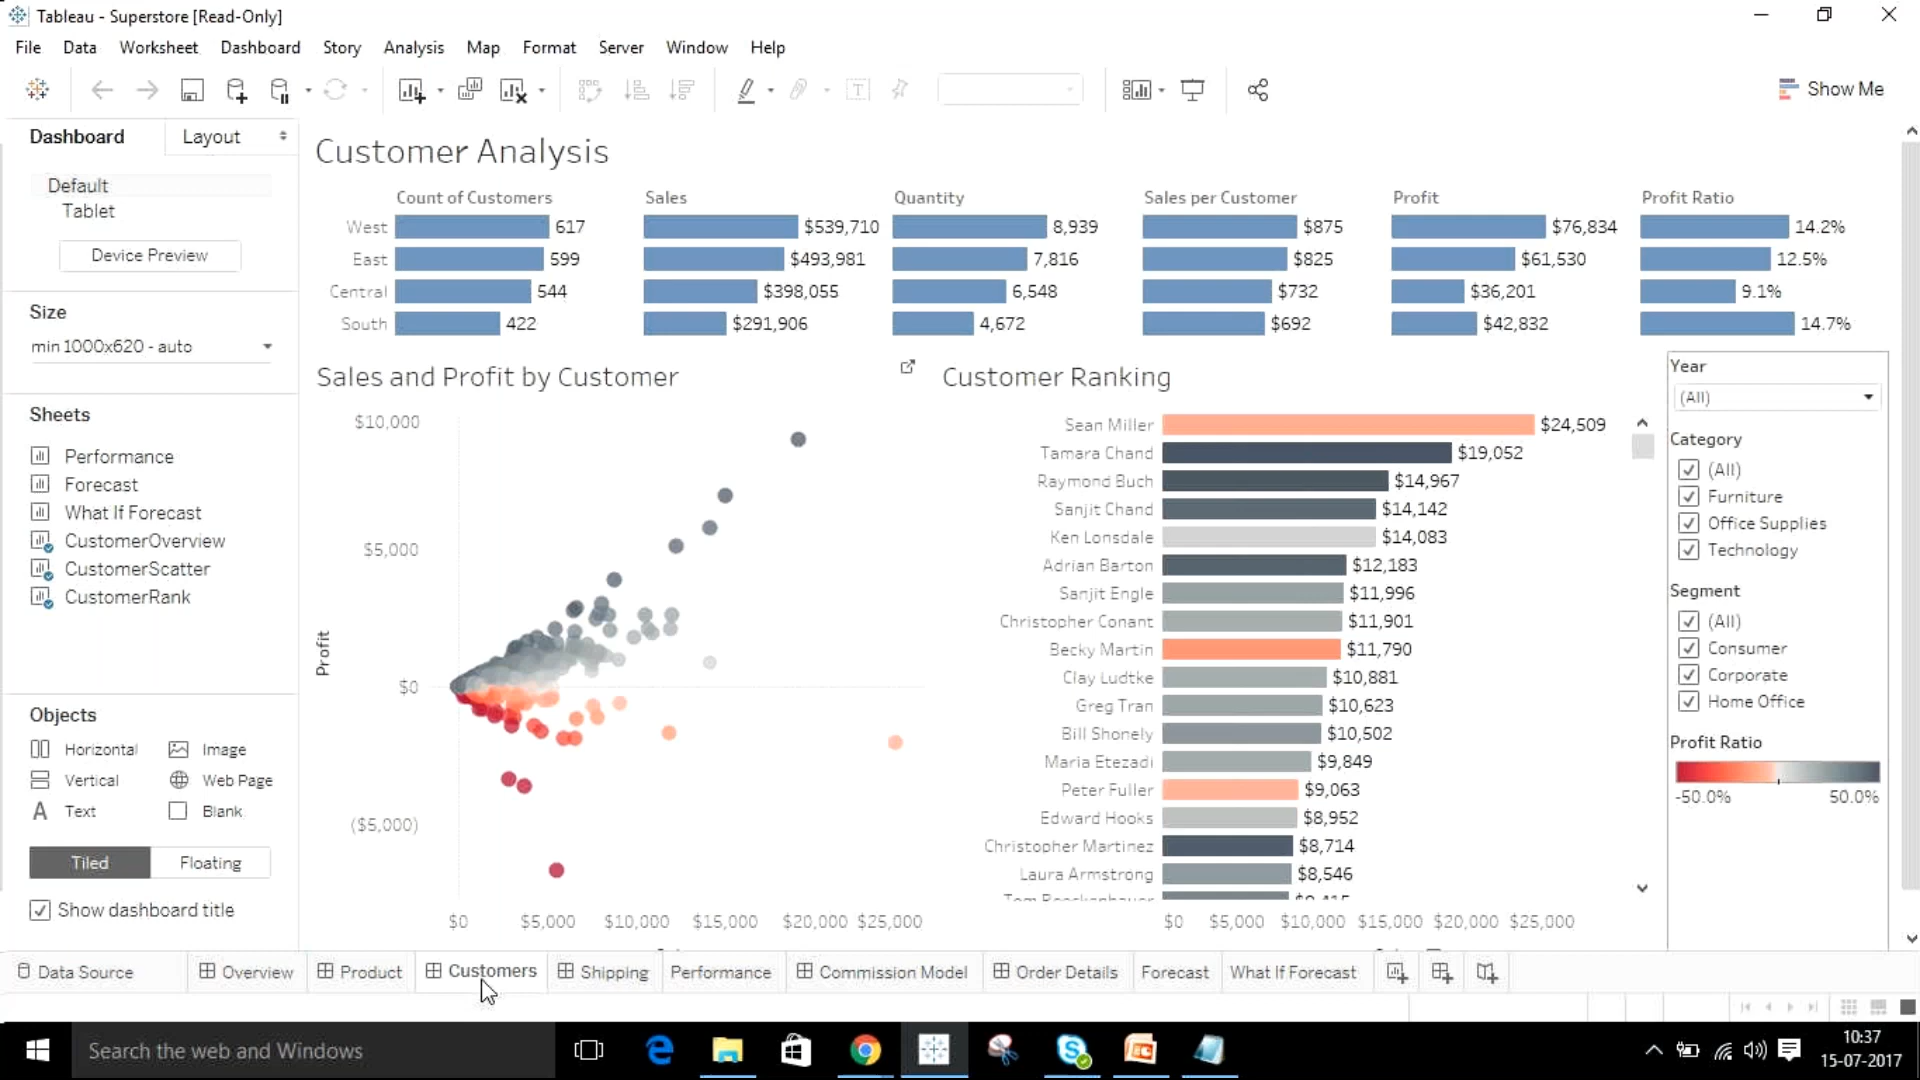 Tableau - Superstore [Read-Only]
File Data Worksheet Dashboard Story Analysis Map Format Server Window Help
Show Me
Dashboard Layout
Default
Tablet
Device Preview
Size
min 1000x620 - auto
Sheets
Performance
Forecast
What If Forecast
CustomerOverview
CustomerScatter
CustomerRank
Objects
Horizontal Image
Vertical Web Page
A Text Blank
Tiled Floating
Show dashboard title
Customer Analysis
Count of Customers Sales Quantity Sales per Customer Profit Profit Ratio
West 617 $539,710 8,939 $875 $76,834 14.2%
East 599 $493,981 7,816 $825 $61,530 12.5%
Central 544 $398,055 6,548 $732 $36,201 9.1%
South 422 $291,906 4,672 $692 $42,832 14.7%
Sales and Profit by Customer
$10,000
$5,000
$0
($5,000)
Profit
$0 $5,000 $10,000 $15,000 $20,000 $25,000
Customer Ranking
Sean Miller $24,509
Tamara Chand $19,052
Raymond Buch $14,967
Sanjit Chand $14,142
Ken Lonsdale $14,083
Adrian Barton $12,183
Sanjit Engle $11,996
Christopher Conant $11,901
Becky Martin $11,790
Clay Ludtke $10,881
Greg Tran $10,623
Bill Shonely $10,502
Maria Etezadi $9,849
Peter Fuller $9,063
Edward Hooks $8,952
Christopher Martinez $8,714
Laura Armstrong $8,546
$0 $5,000 $10,000 $15,000 $20,000 $25,000
Year
(All)
Category
(All)
Furniture
Office Supplies
Technology
Segment
(All)
Consumer
Corporate
Home Office
Profit Ratio
-50.0% 50.0%
Data Source Overview Product Customers Shipping Performance Commission Model Order Details Forecast What If Forecast
Search the web and Windows
10:37
15-07-2017